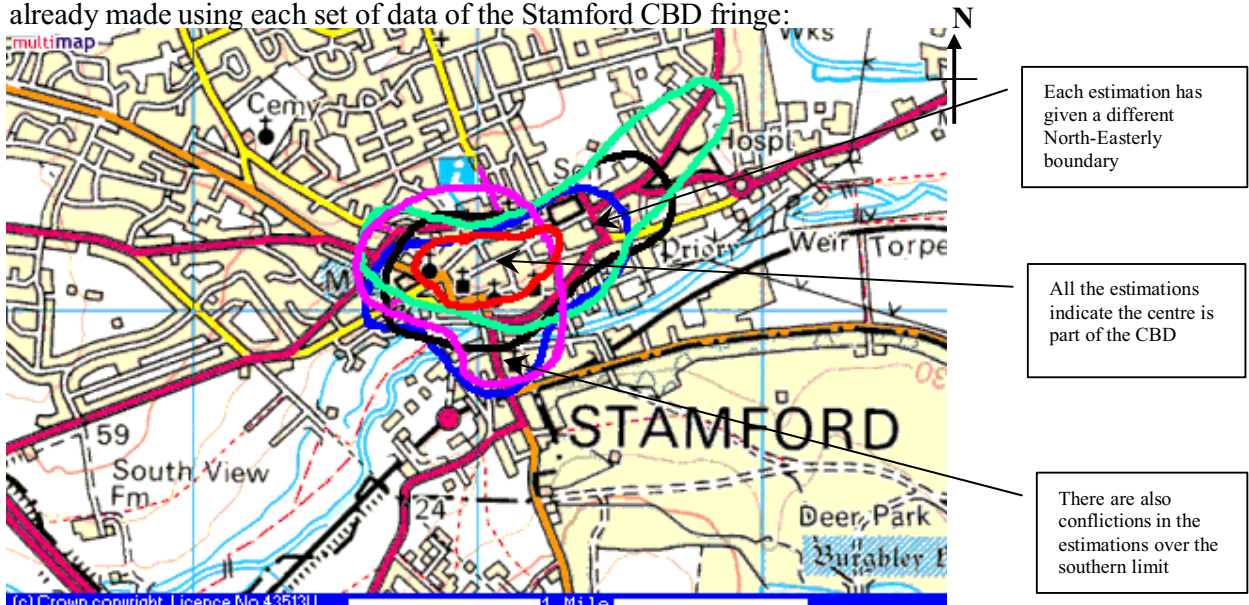 already made using each set of data of the Stamford CBD fringe:
N
multimap
Wks
Cemy
i
Sch
Hospl
Each estimation has
given a different
North-Easterly
boundary
Priory
Weir
Torpe
M
All the estimations
indicate the centre is
part of the CBD
30
STAMFORD
59
South View
Fm
24
Deer Park
Burghley
There are also
conflictions in the
estimations over the
southern limit
(c) Crown copyright. Licence No 43513U
1 Mile